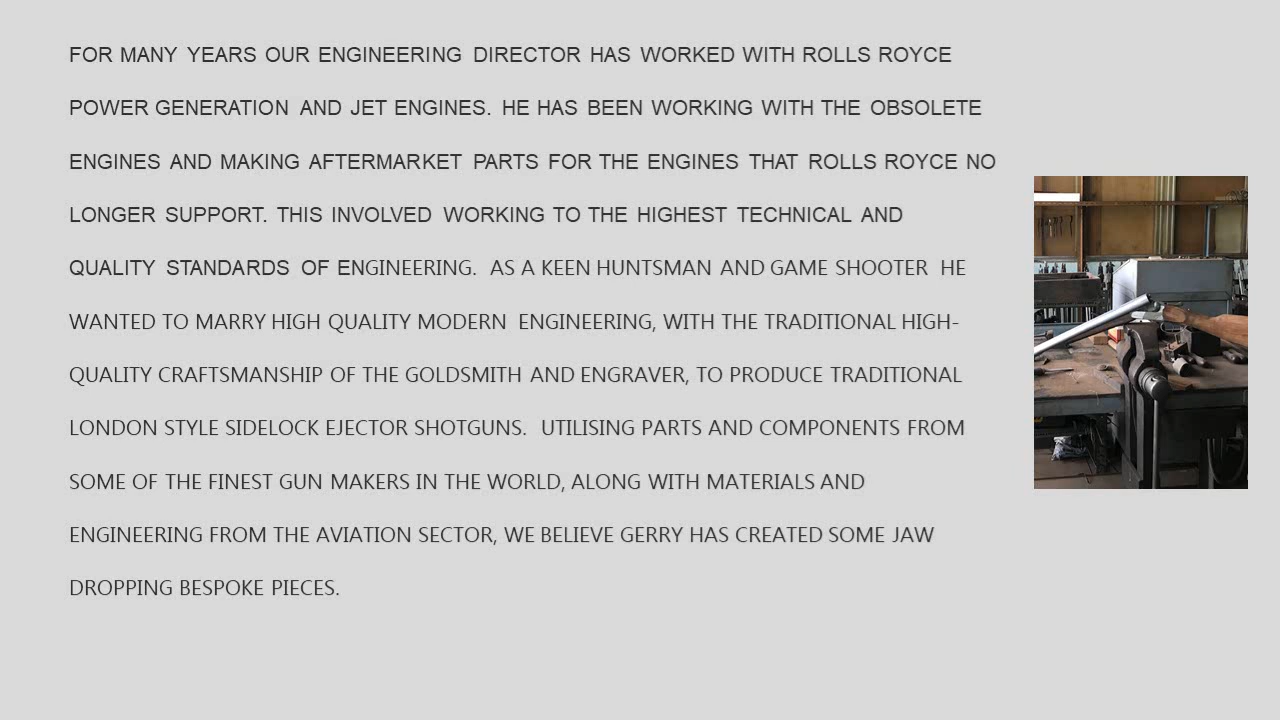 FOR MANY YEARS OUR ENGINEERING DIRECTOR HAS WORKED WITH ROLLS ROYCE
POWER GENERATION AND JET ENGINES. HE HAS BEEN WORKING WITH THE OBSOLETE
ENGINES AND MAKING AFTERMARKET PARTS FOR THE ENGINES THAT ROLLS ROYCE NO
LONGER SUPPORT. THIS INVOLVED WORKING TO THE HIGHEST TECHNICAL AND
QUALITY STANDARDS OF ENGINEERING. AS A KEEN HUNTSMAN AND GAME SHOOTER HE
WANTED TO MARRY HIGH QUALITY MODERN ENGINEERING, WITH THE TRADITIONAL HIGH-
QUALITY CRAFTSMANSHIP OF THE GOLDSMITH AND ENGRAVER, TO PRODUCE TRADITIONAL
LONDON STYLE SIDELOCK EJECTOR SHOTGUNS. UTILISING PARTS AND COMPONENTS FROM
SOME OF THE FINEST GUN MAKERS IN THE WORLD, ALONG WITH MATERIALS AND
ENGINEERING FROM THE AVIATION SECTOR, WE BELIEVE GERRY HAS CREATED SOME JAW
DROPPING BESPOKE PIECES.